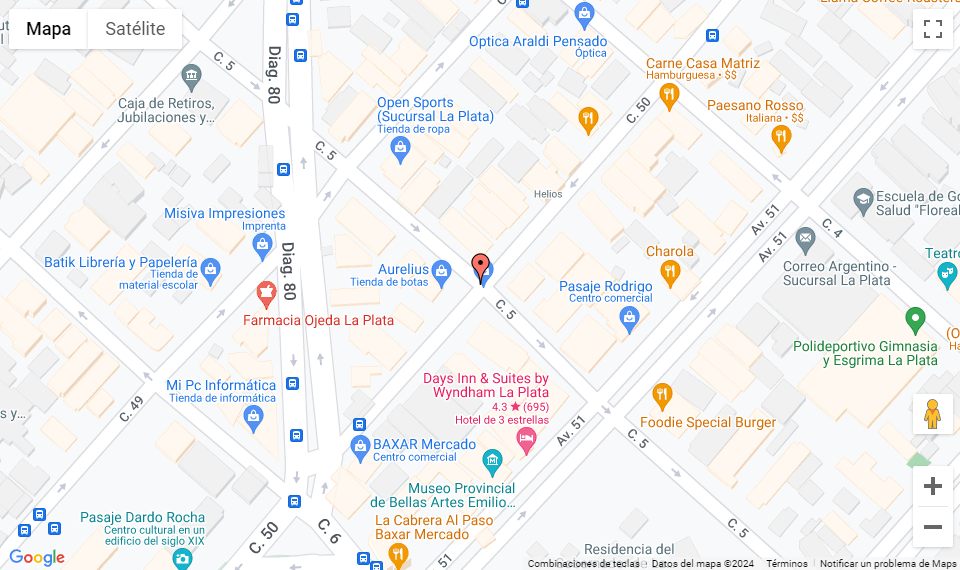 Mapa
Satélite
Llama Coffee Roasters
Optica Araldi Pensado
Óptica
C. 5
Diag. 80
Carne Casa Matriz
Hamburguesa • $$
Caja de Retiros,
Jubilaciones y...
Open Sports
(Sucursal La Plata)
Tienda de ropa
C. 50
Paesano Rosso
Italiana • $$
C. 5
Helios
Escuela de Go
Salud "Floreal
Misiva Impresiones
Imprenta
Av. 51
C. 4
Av. 51
Charola
Teatro
Batik Librería y Papelería
Tienda de
material escolar
Diag. 80
Aurelius
Tienda de botas
Correo Argentino -
Sucursal La Plata
Pasaje Rodrigo
Centro comercial
Farmacia Ojeda La Plata
C. 5
Polideportivo Gimnasia
y Esgrima La Plata
(O
Ha
Mi Pc Informática
Tienda de informática
Days Inn & Suites by
Wyndham La Plata
4.3 ★ (695)
Hotel de 3 estrellas
C. 49
s y...
Foodie Special Burger
Av. 51
C. 5
BAXAR Mercado
Centro comercial
Museo Provincial
de Bellas Artes Emilio...
Pasaje Dardo Rocha
Centro cultural en un
edificio del siglo XIX
C. 50
C. 6
La Cabrera Al Paso
Baxar Mercado
C. 5
51
Residencia del
Google
Combinaciones de teclas
Datos del mapa ©2024
Términos
Notificar un problema de Maps